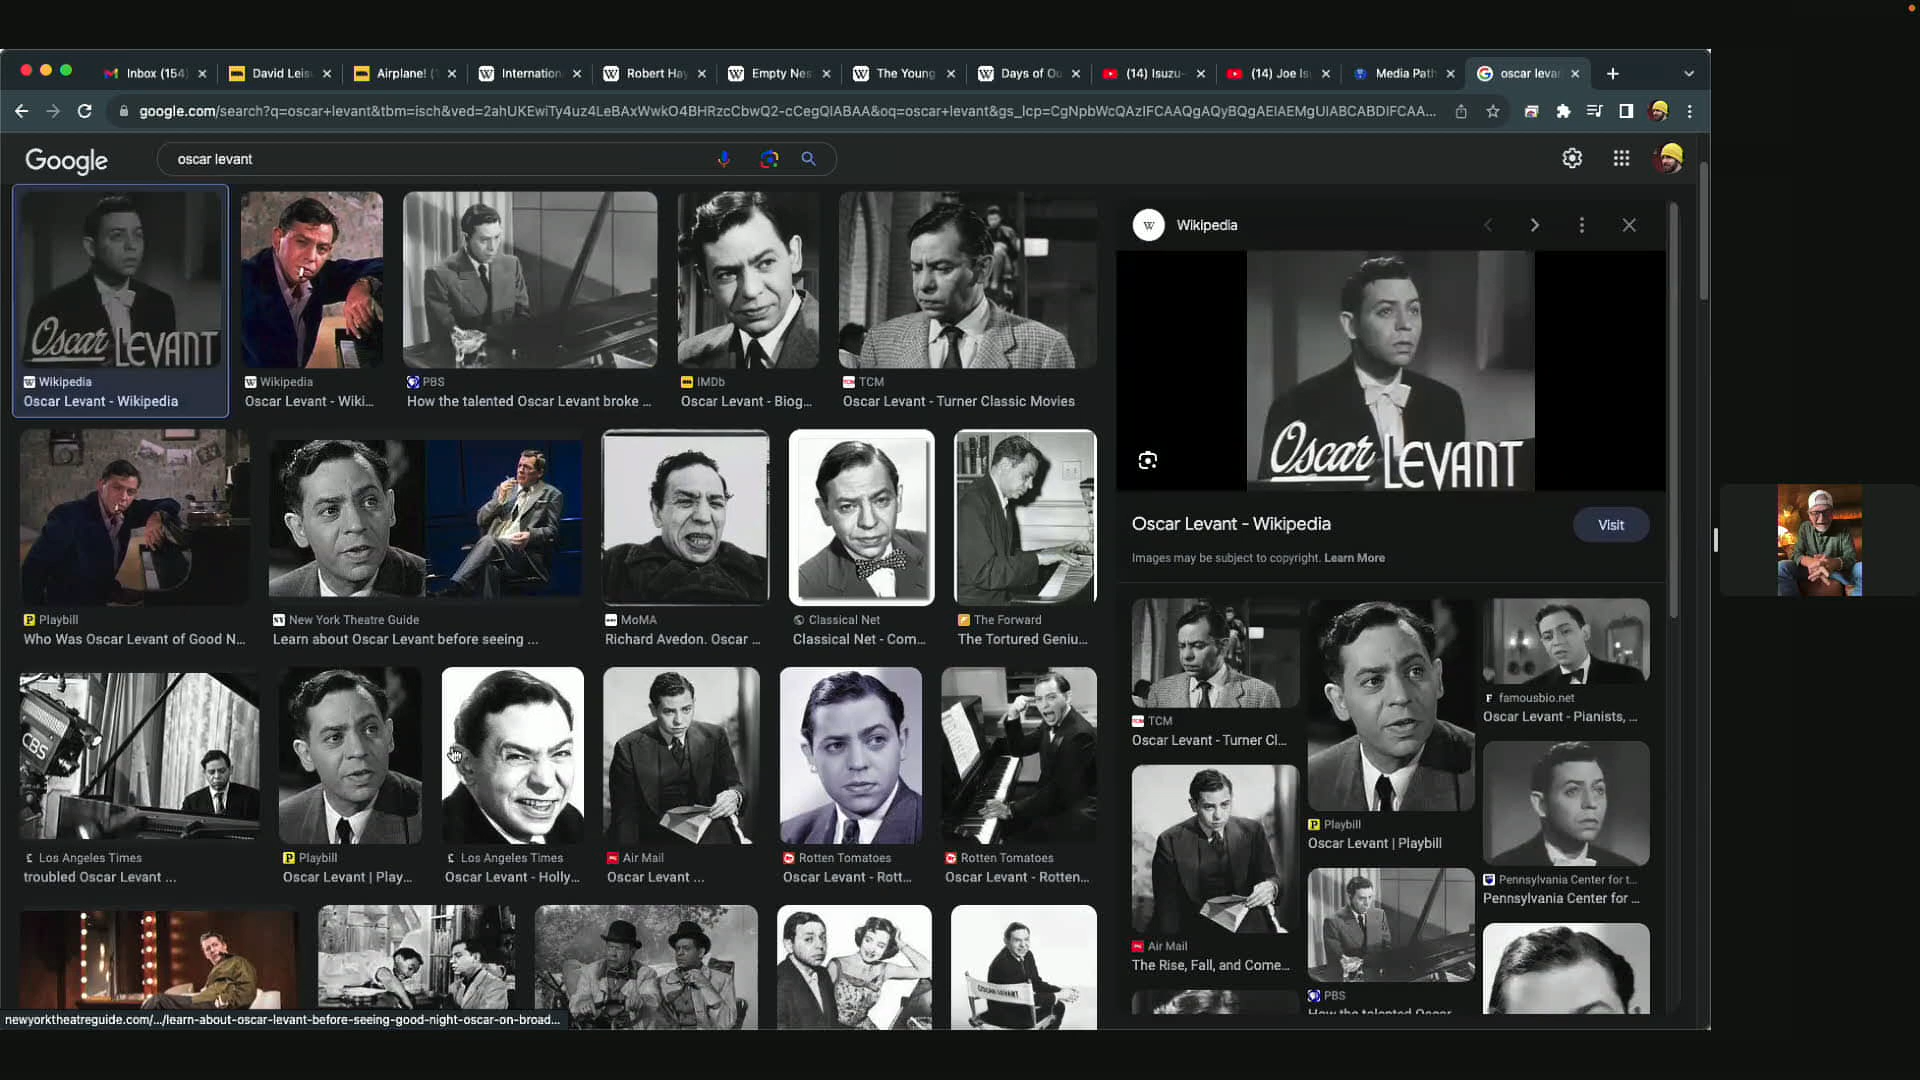 Inbox (154)
David Leis
Airplane! (
Internation
Robert Hay
Empty Nes
The Young
Days of Ou
(14) Isuzu-
(14) Joe Is
Media Path
oscar levan
google.com/search?q=oscar+levant&tbm=isch&ved=2ahUKEwiTy4uz4LeBAxWwkO4BHRzcCbwQ2-cCegQIABAA&oq=oscar+levant&gs_lcp=CgNpbWcQAzIFCAAQgAQyBQgAEIAEMgUIABCABDIFCAA...
Google
oscar levant
Oscar LEVANT
Wikipedia
Oscar Levant - Wikipedia
Wikipedia
Oscar Levant - Wiki...
PBS
How the talented Oscar Levant broke ...
IMDb
Oscar Levant - Biog...
TCM
Oscar Levant - Turner Classic Movies
Playbill
Who Was Oscar Levant of Good N...
New York Theatre Guide
Learn about Oscar Levant before seeing ...
MoMA
Richard Avedon. Oscar ...
Classical Net
Classical Net - Com...
The Forward
The Tortured Geniu...
CBS
Los Angeles Times
troubled Oscar Levant ...
Playbill
Oscar Levant | Play...
Los Angeles Times
Oscar Levant - Holly...
Air Mail
Oscar Levant ...
Rotten Tomatoes
Oscar Levant - Rott...
Rotten Tomatoes
Oscar Levant - Rotten...
OSCAR LEVANT
newyorktheatreguide.com/.../learn-about-oscar-levant-before-seeing-good-night-oscar-on-broad...
Wikipedia
Oscar LEVANT
Oscar Levant - Wikipedia
Visit
Images may be subject to copyright. Learn More
TCM
Oscar Levant - Turner Cl...
Air Mail
The Rise, Fall, and Come...
Playbill
Oscar Levant | Playbill
PBS
How the talented Oscar
famousbio.net
Oscar Levant - Pianists, ...
Pennsylvania Center for t...
Pennsylvania Center for ...